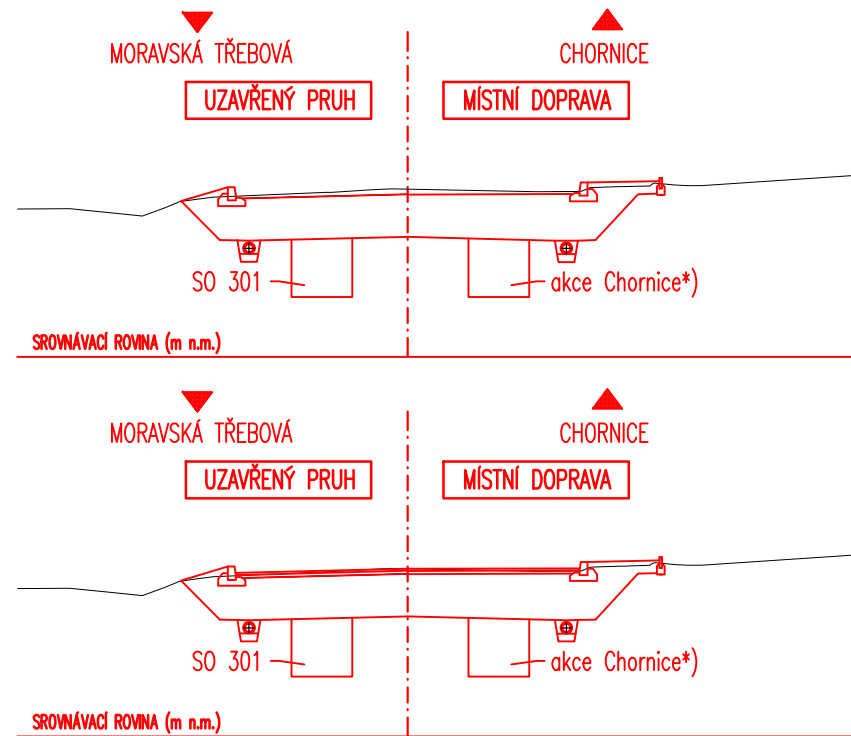 MORAVSKÁ TŘEBOVÁ
CHORNICE
UZAVŘENÝ PRUH
MÍSTNÍ DOPRAVA
SO 301
akce Chornice*)
SROVNÁVACÍ ROVINA (m n.m.)
MORAVSKÁ TŘEBOVÁ
CHORNICE
UZAVŘENÝ PRUH
MÍSTNÍ DOPRAVA
SO 301
akce Chornice*)
SROVNÁVACÍ ROVINA (m n.m.)